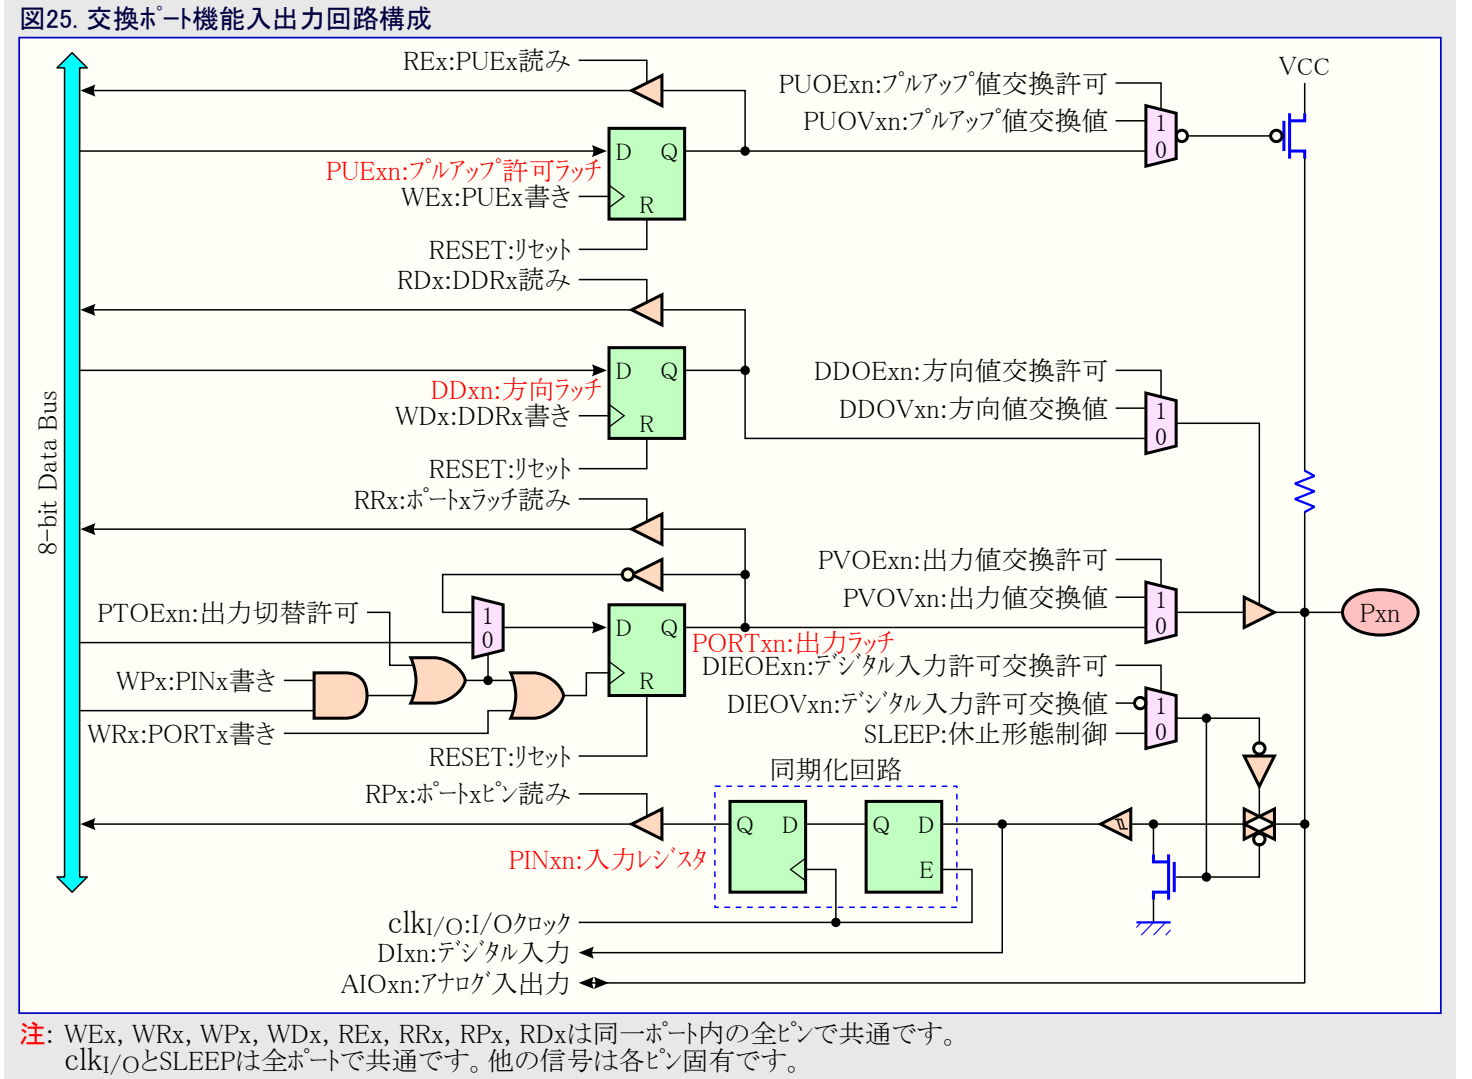 図25. 交換ﾎﾟｰﾄ機能入出力回路構成
REx:PUEx読み
PUOExn:ﾌﾟﾙｱｯﾌﾟ値交換許可
VCC
PUOVxn:ﾌﾟﾙｱｯﾌﾟ値交換値
1
0
D Q
R
PUExn:ﾌﾟﾙｱｯﾌﾟ許可ﾗｯﾁ
WEx:PUEx書き
RESET:ﾘｾｯﾄ
RDx:DDRx読み
DDOExn:方向値交換許可
DDOVxn:方向値交換値
1
0
D Q
R
DDxn:方向ﾗｯﾁ
WDx:DDRx書き
8-bit Data Bus
RESET:ﾘｾｯﾄ
RRx:ﾎﾟｰﾄxﾗｯﾁ読み
PVOExn:出力値交換許可
PVOVxn:出力値交換値
1
0
Pxn
PTOExn:出力切替許可
1
0
D Q
R
PORTxn:出力ﾗｯﾁ
DIEOExn:ﾃﾞｼﾞﾀﾙ入力許可交換許可
WPx:PINx書き
DIEOVxn:ﾃﾞｼﾞﾀﾙ入力許可交換値
1
0
WRx:PORTx書き
SLEEP:休止形態制御
RESET:ﾘｾｯﾄ
同期化回路
RPx:ﾎﾟｰﾄxﾋﾟﾝ読み
Q D
Q D
E
PINxn:入力ﾚｼﾞｽﾀ
clkI/O:I/Oｸﾛｯｸ
DIxn:ﾃﾞｼﾞﾀﾙ入力
AIOxn:ｱﾅﾛｸﾞ入出力
注: WEx, WRx, WPx, WDx, REx, RRx, RPx, RDxは同一ﾎﾟｰﾄ内の全ﾋﾟﾝで共通です。
clkI/OとSLEEPは全ﾎﾟｰﾄで共通です。他の信号は各ﾋﾟﾝ固有です。